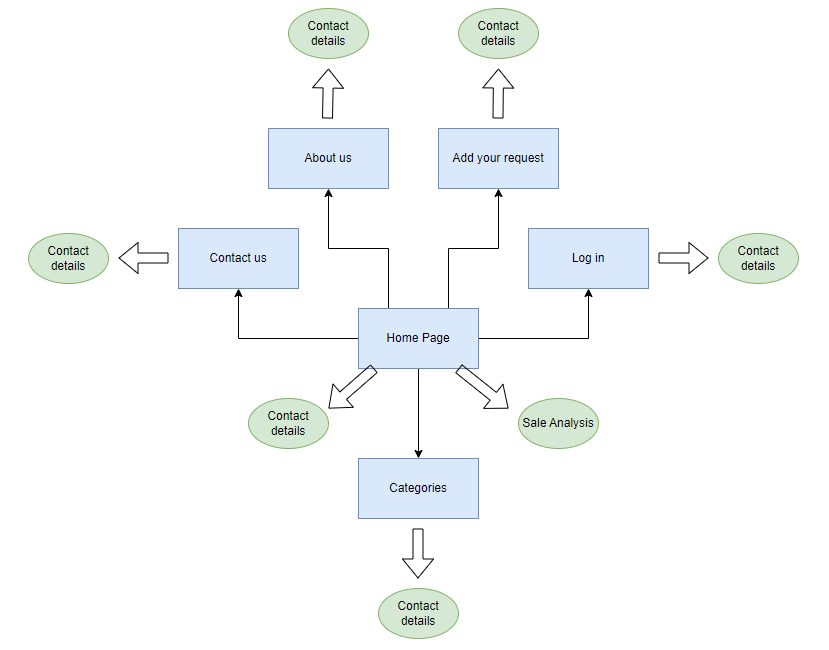 Contact
details
Contact
details
About us
Add your request
Contact
details
Contact us
Log in
Contact
details
Home Page
Contact
details
Sale Analysis
Categories
Contact
details